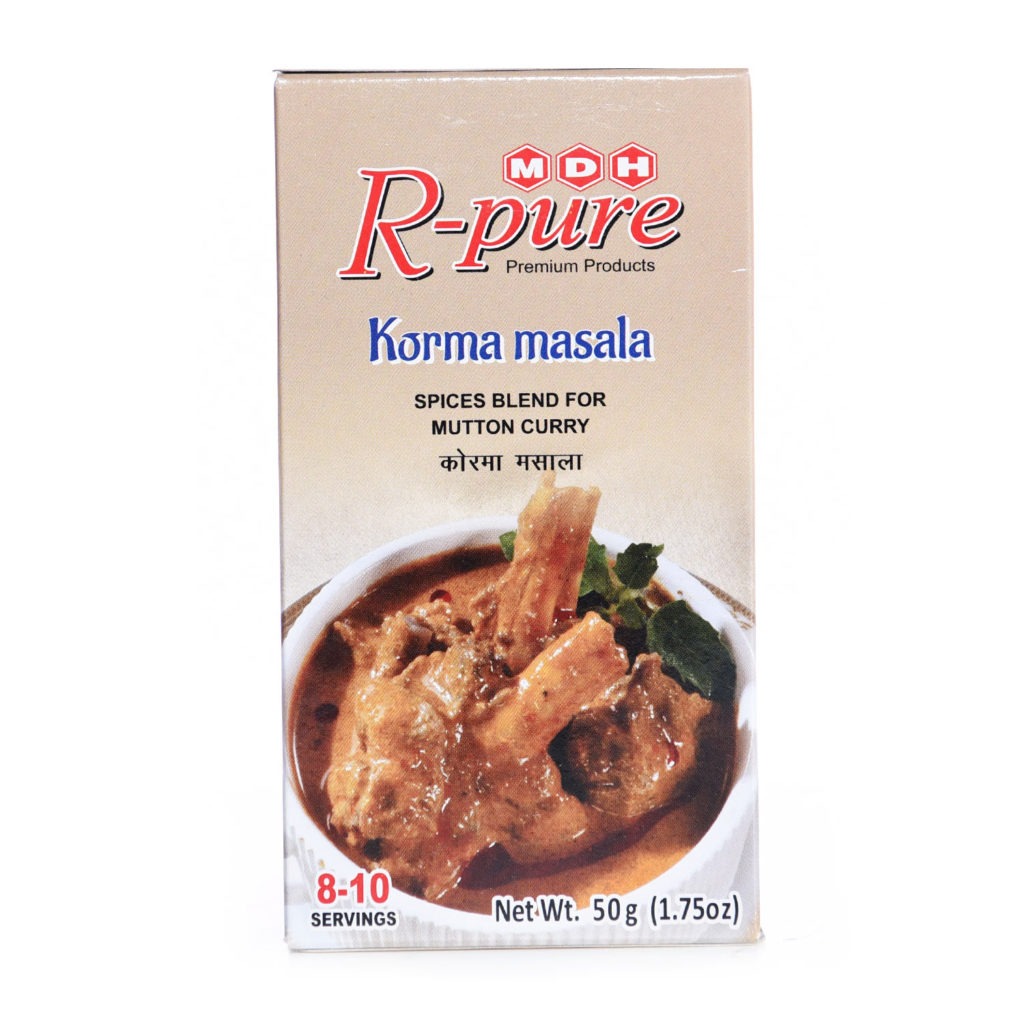 MDH
R-pure
Premium Products
Korma masala
SPICES BLEND FOR
MUTTON CURRY
कोरमा मसाला
8-10
SERVINGS
Net Wt. 50g (1.75oz)